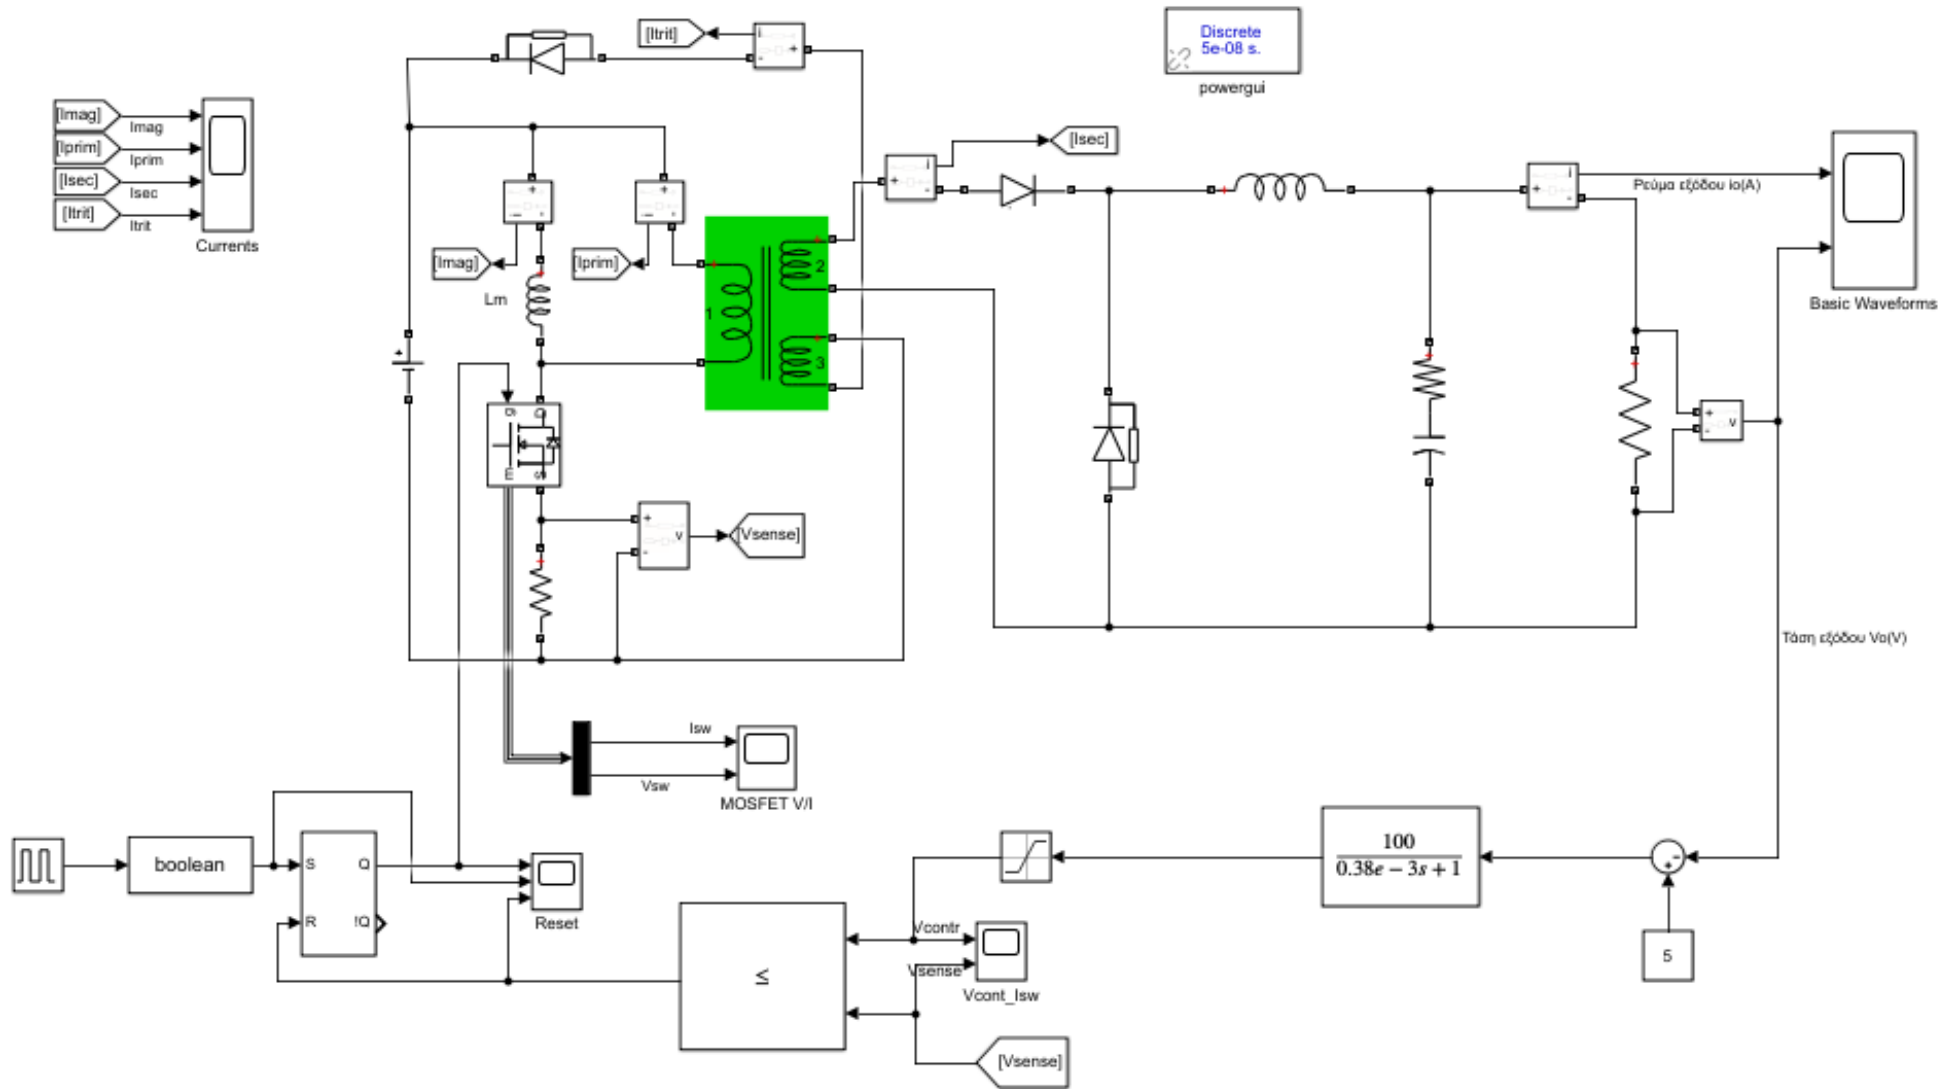 [Itrit]
Discrete
5e-08 s.
powergui
[Imag]
Imag
[Iprim]
Iprim
[Isec]
Isec
[Itrit]
Itrit
Currents
i
+
-
[Isec]
i
+
-
i
+
-
Ρεύμα εξόδου io(A)
Basic Waveforms
+
-
+
-
[Imag]
[Iprim]
Lm
1
2
3
+
g
D
m
S
+
-
v
[Vsense]
+
-
v
Τάση εξόδου Vo(V)
Isw
Vsw
MOSFET V/I
boolean
S
Q
R
!Q
Reset
100
0.38e − 3s + 1
-
+
5
≤
Vcontr
Vsense
Vcont_Isw
[Vsense]